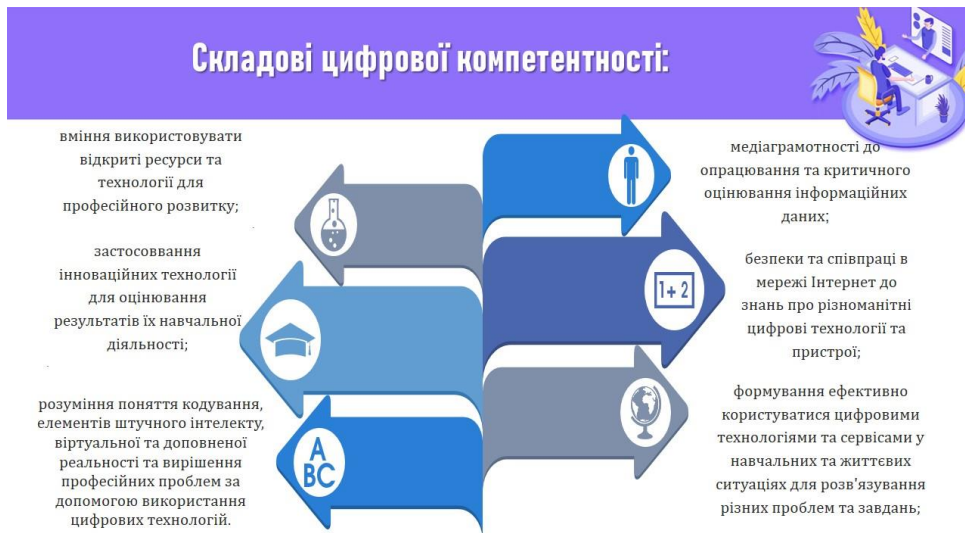 Складові цифрової компетентності:
вміння використовувати
відкриті ресурси та
технології для
професійного розвитку;
застосоввання
інноваційних технології
для оцінювання
результатів їх навчальної
діяльності;
розуміння поняття кодування,
елементів штучного інтелекту,
віртуальної та доповненої
реальності та вирішення
професійних проблем за
допомогою використання
цифрових технологій.
A
BC
медіаграмотності до
опрацювання та критичного
оцінювання інформаційних
даних;
1+2
безпеки та співпраці в
мережі Інтернет до
знань про різноманітні
цифрові технології та
пристрої;
формування ефективно
користуватися цифровими
технологіями та сервісами у
навчальних та життєвих
ситуаціях для розв'язування
різних проблем та завдань;